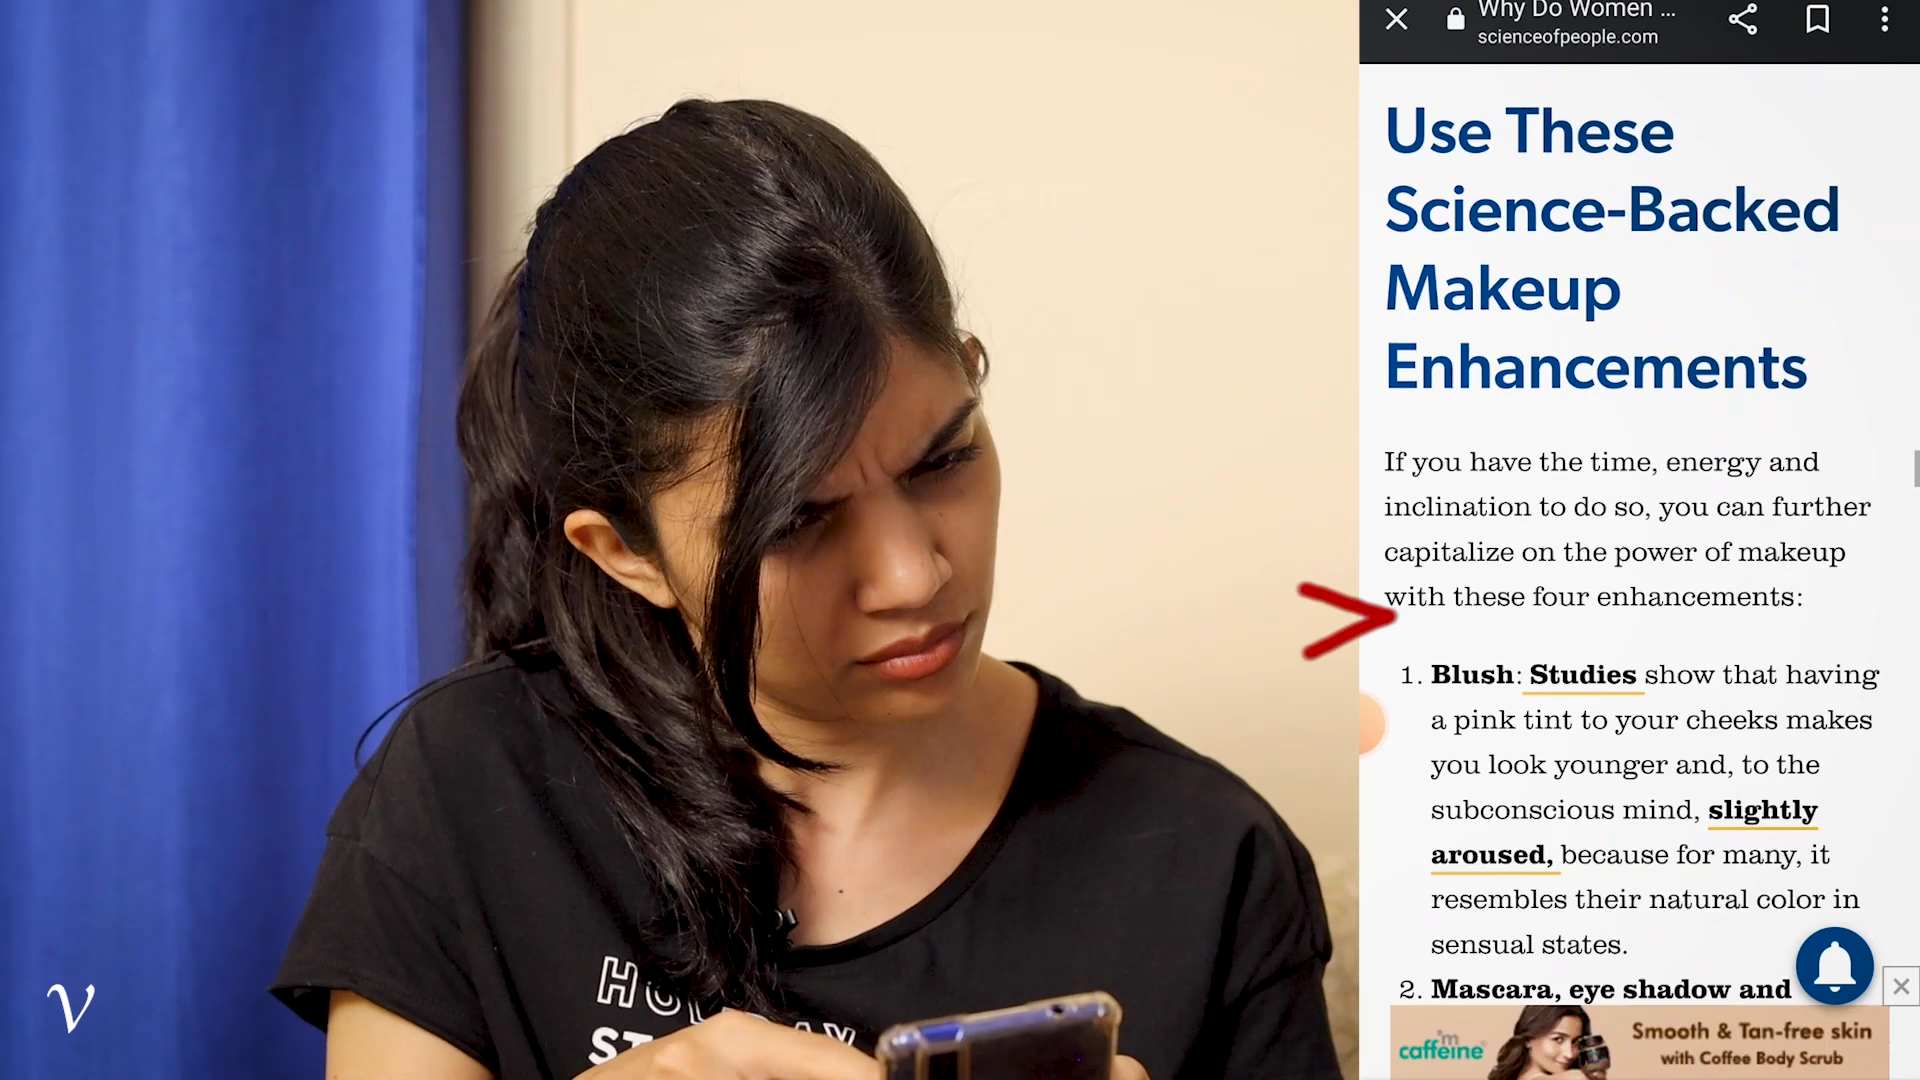 Why Do Women ...
scienceofpeople.com
Use These
Science-Backed
Makeup
Enhancements
If you have the time, energy and
inclination to do so, you can further
capitalize on the power of makeup
with these four enhancements:
1. Blush: Studies show that having
a pink tint to your cheeks makes
you look younger and, to the
subconscious mind, slightly
aroused, because for many, it
resembles their natural color in
sensual states.
2. Mascara, eye shadow and
'm
caffeine
Smooth & Tan-free skin
with Coffee Body Scrub
V